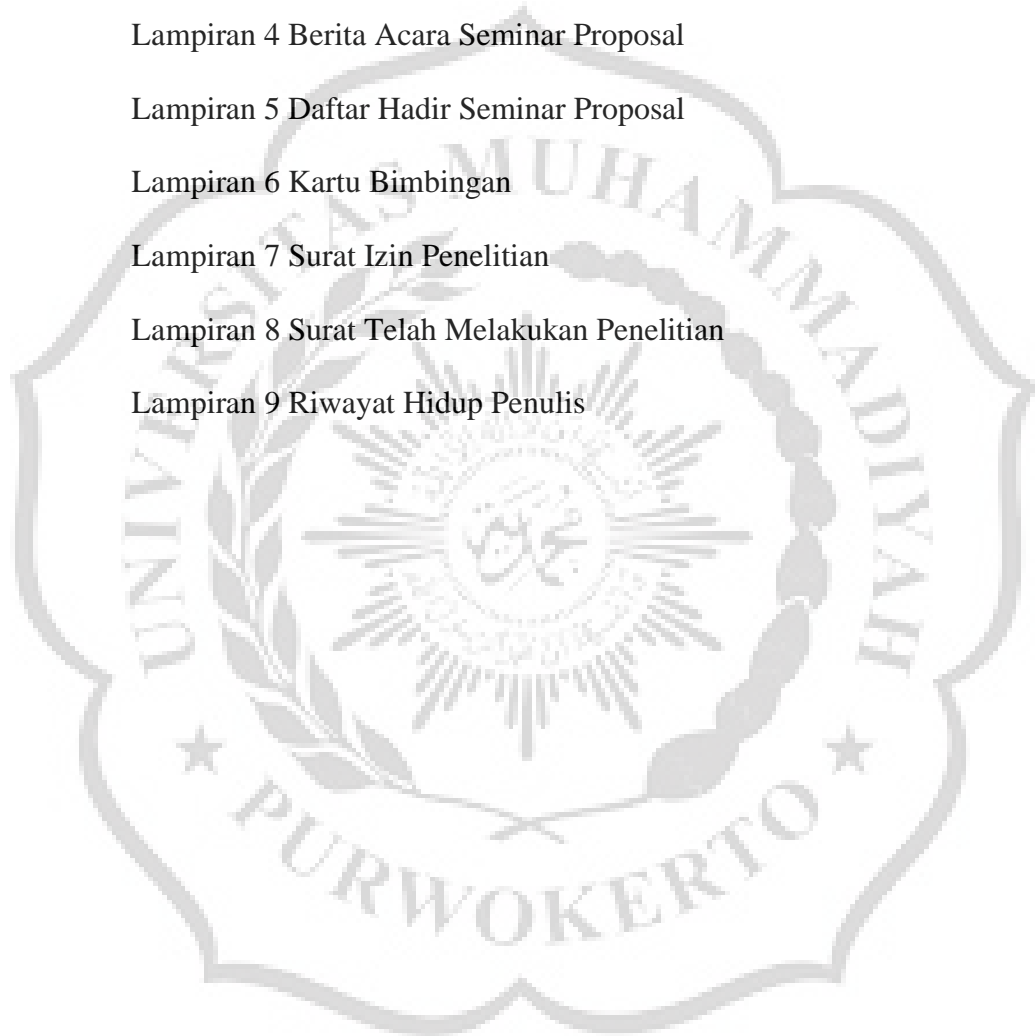 Lampiran 4 Berita Acara Seminar Proposal
Lampiran 5 Daftar Hadir Seminar Proposal
Lampiran 6 Kartu Bimbingan
Lampiran 7 Surat Izin Penelitian
Lampiran 8 Surat Telah Melakukan Penelitian
Lampiran 9 Riwayat Hidup Penulis
UNIVERSITAS MUHAMMADIYAH
PURWOKERTO